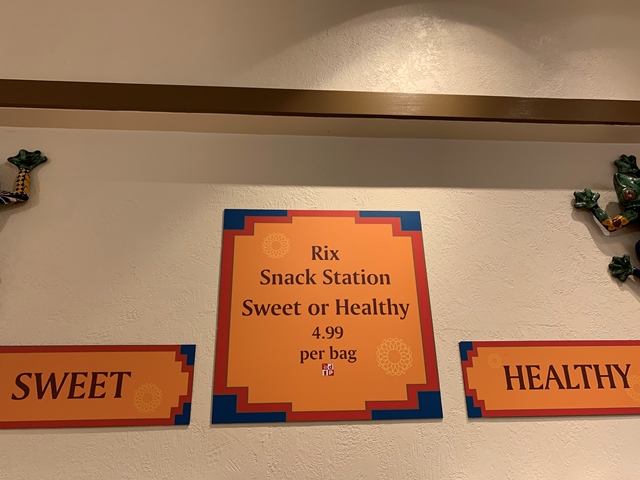 Rix
Snack Station
Sweet or Healthy
4.99
per bag
SWEET
HEALTHY